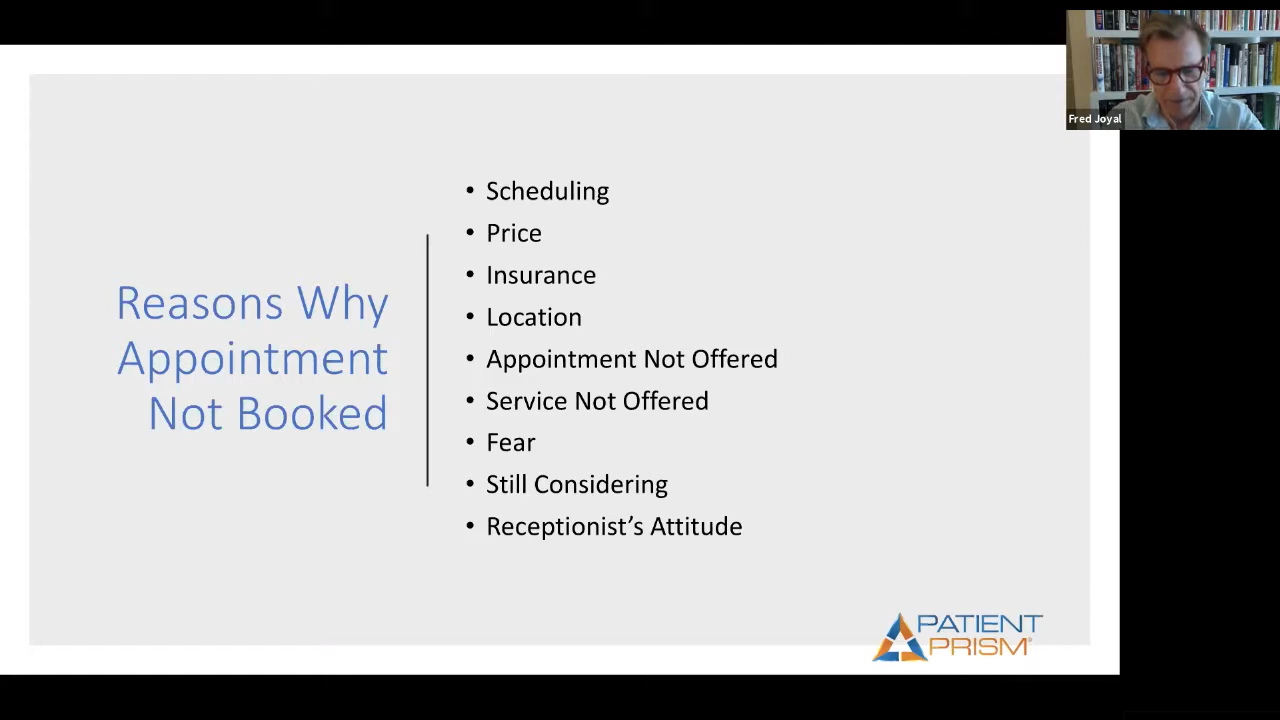 Fred Joyal
Reasons Why
Appointment
Not Booked
• Scheduling
• Price
• Insurance
• Location
• Appointment Not Offered
• Service Not Offered
• Fear
• Still Considering
• Receptionist’s Attitude
PATIENT
PRISM®